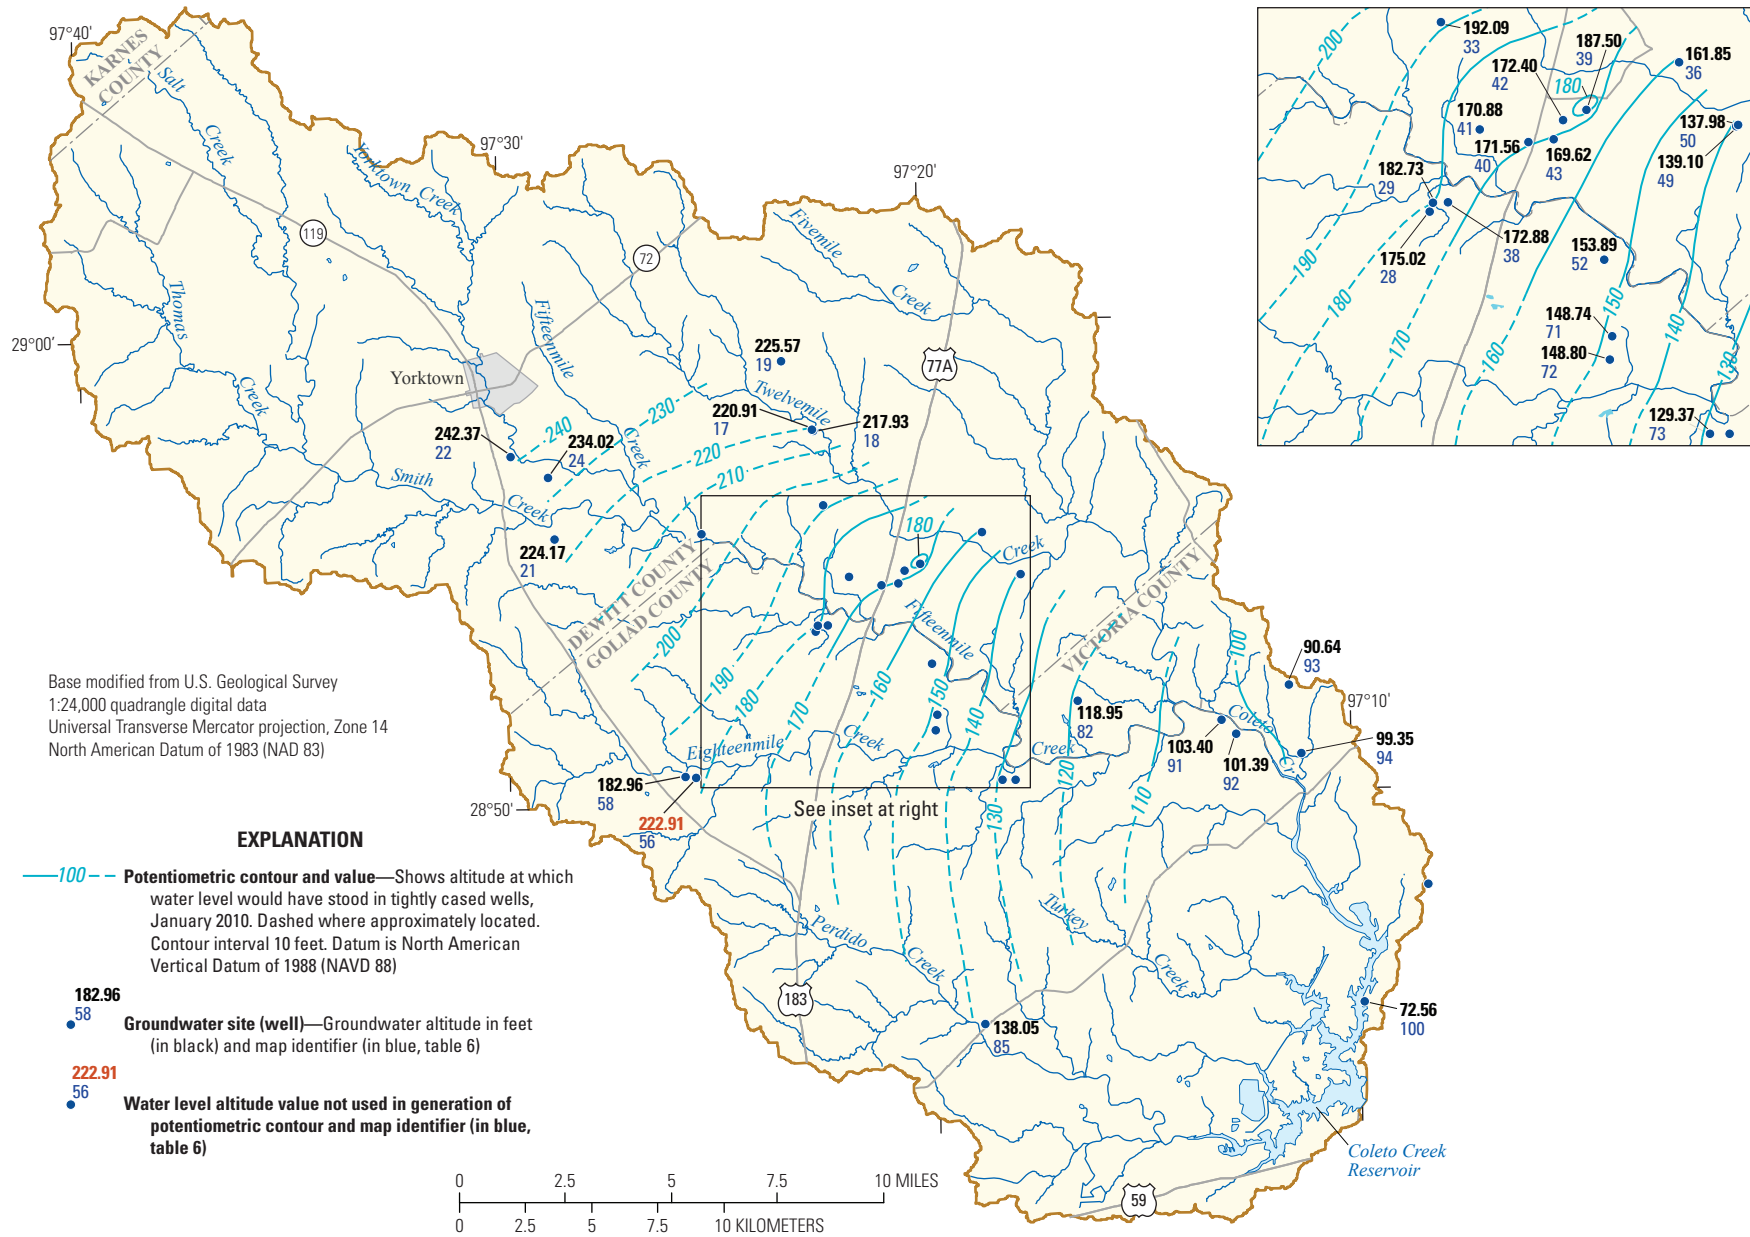 97°40'
KARNES
COUNTY
Salt
Creek
Yorktown Creek
97°30'
97°20'
119
72
Fivemile
Creek
77A
Thomas
Creek
Fifteenmile
Creek
29°00'
Yorktown
225.57
19
Twelvemile
220.91
17
217.93
18
240
230
220
210
242.37
22
234.02
24
Smith
Creek
224.17
21
DEWITT COUNTY
GOLIAD COUNTY
VICTORIA COUNTY
180
Creek
Fifteenmile
200
190
180
170
160
150
140
130
120
110
100
90.64
93
97°10'
118.95
82
Coleto
Cr
103.40
91
101.39
92
99.35
94
Eighteenmile
Creek
Creek
182.96
58
222.91
56
28°50'
See inset at right
Perdido
Creek
Turkey
Creek
183
138.05
85
72.56
100
59
Coleto Creek
Reservoir
200
192.09
33
187.50
39
172.40
42
180
161.85
36
170.88
41
171.56
40
169.62
43
137.98
50
139.10
49
182.73
29
172.88
38
175.02
28
153.89
52
190
180
170
160
150
140
130
148.74
71
148.80
72
129.37
73
Base modified from U.S. Geological Survey
1:24,000 quadrangle digital data
Universal Transverse Mercator projection, Zone 14
North American Datum of 1983 (NAD 83)
EXPLANATION
100 Potentiometric contour and value—Shows altitude at which
water level would have stood in tightly cased wells,
January 2010. Dashed where approximately located.
Contour interval 10 feet. Datum is North American
Vertical Datum of 1988 (NAVD 88)
182.96
58
Groundwater site (well)—Groundwater altitude in feet
(in black) and map identifier (in blue, table 6)
222.91
56
Water level altitude value not used in generation of
potentiometric contour and map identifier (in blue,
table 6)
0 2.5 5 7.5 10 MILES
0 2.5 5 7.5 10 KILOMETERS